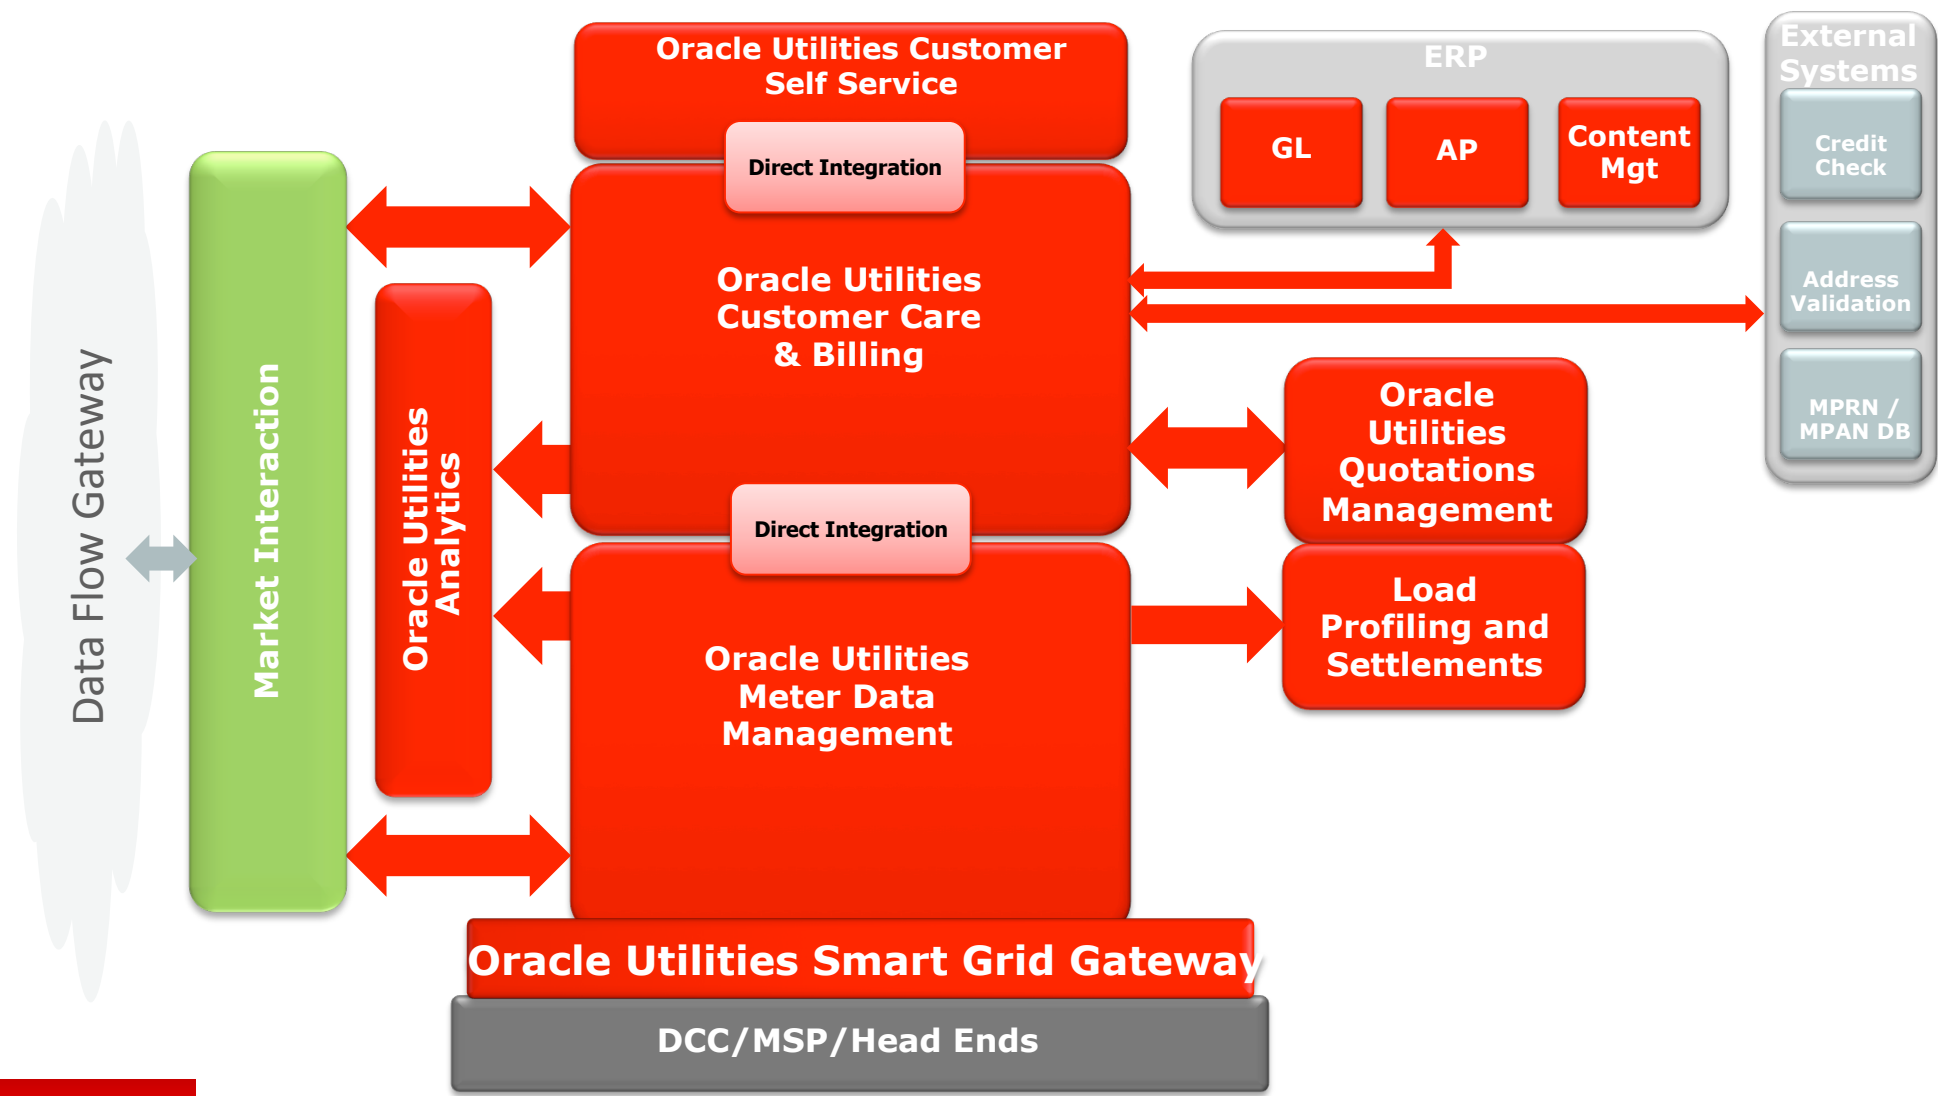 Oracle Utilities Customer
Self Service
Direct Integration
Oracle Utilities
Customer Care
& Billing
Direct Integration
Oracle Utilities
Meter Data
Management
Oracle Utilities Smart Grid Gateway
DCC/MSP/Head Ends
Data Flow Gateway
Market Interaction
Oracle Utilities
Analytics
ERP
GL
AP
Content
Mgt
External
Systems
Credit
Check
Address
Validation
MPRN /
MPAN DB
Oracle
Utilities
Quotations
Management
Load
Profiling and
Settlements